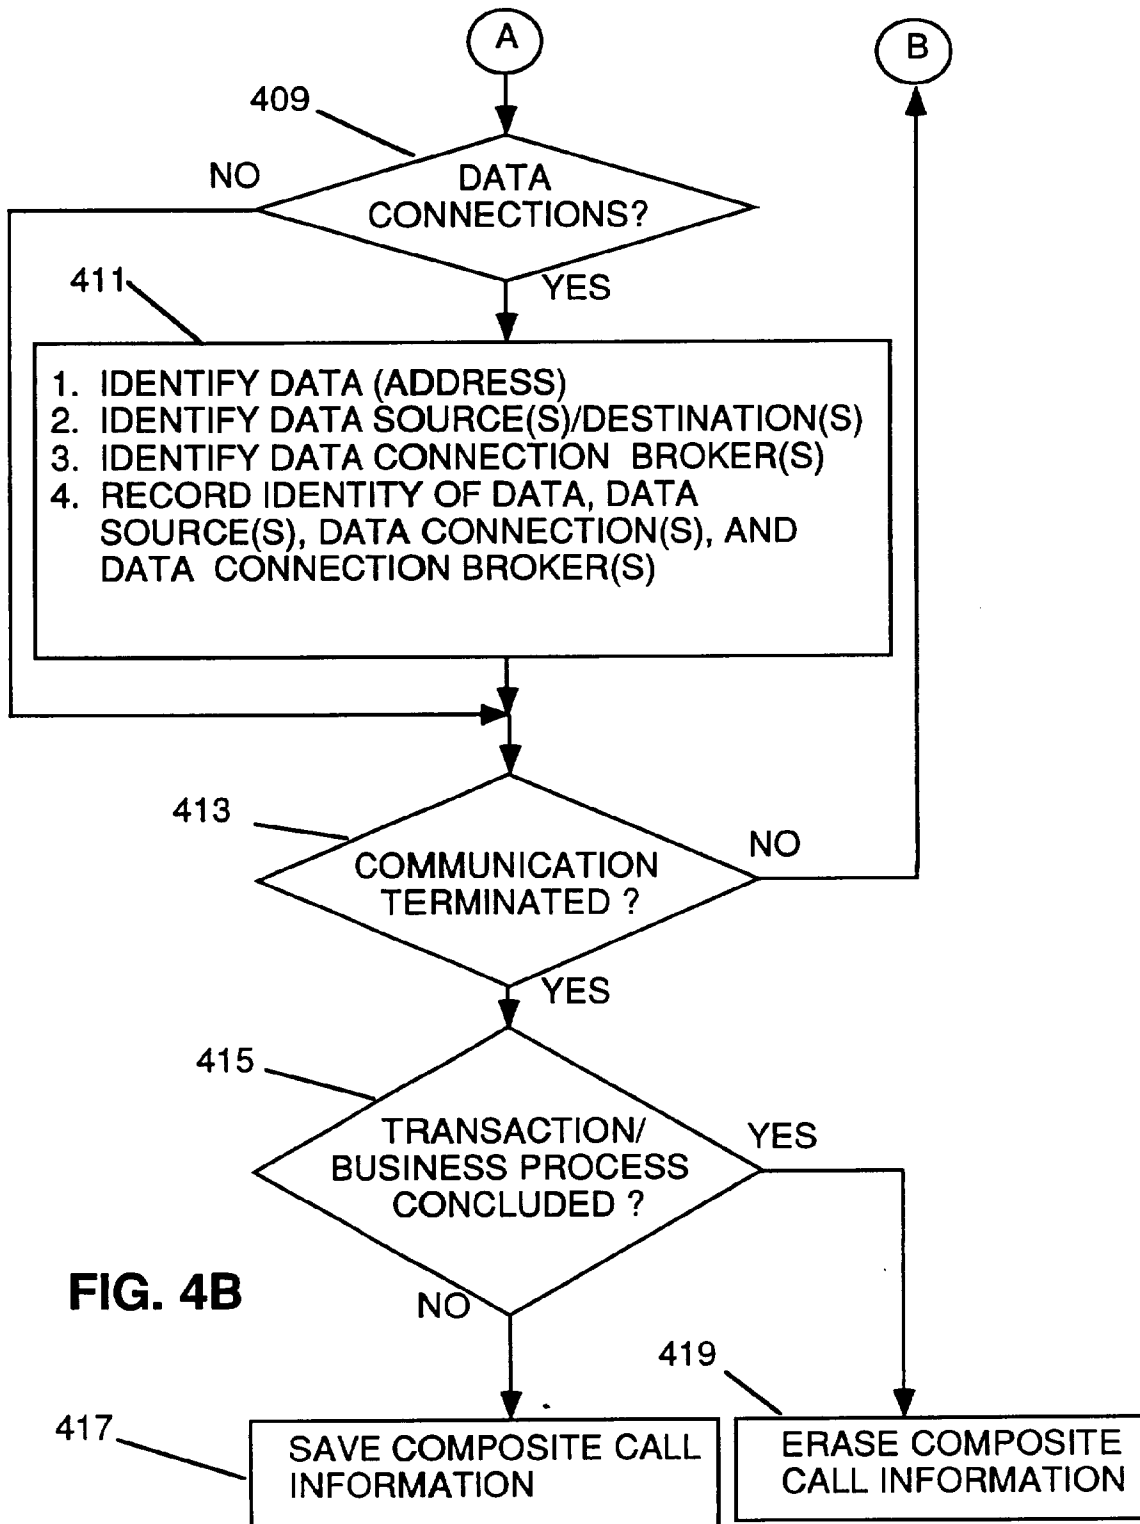 A
B
409
NO
DATA
CONNECTIONS?
YES
411
1. IDENTIFY DATA (ADDRESS)
2. IDENTIFY DATA SOURCE(S)/DESTINATION(S)
3. IDENTIFY DATA CONNECTION BROKER(S)
4. RECORD IDENTITY OF DATA, DATA
SOURCE(S), DATA CONNECTION(S), AND
DATA CONNECTION BROKER(S)
413
COMMUNICATION
TERMINATED ?
NO
YES
415
TRANSACTION/
BUSINESS PROCESS
CONCLUDED ?
YES
NO
FIG. 4B
417
SAVE COMPOSITE CALL
INFORMATION
419
ERASE COMPOSITE
CALL INFORMATION